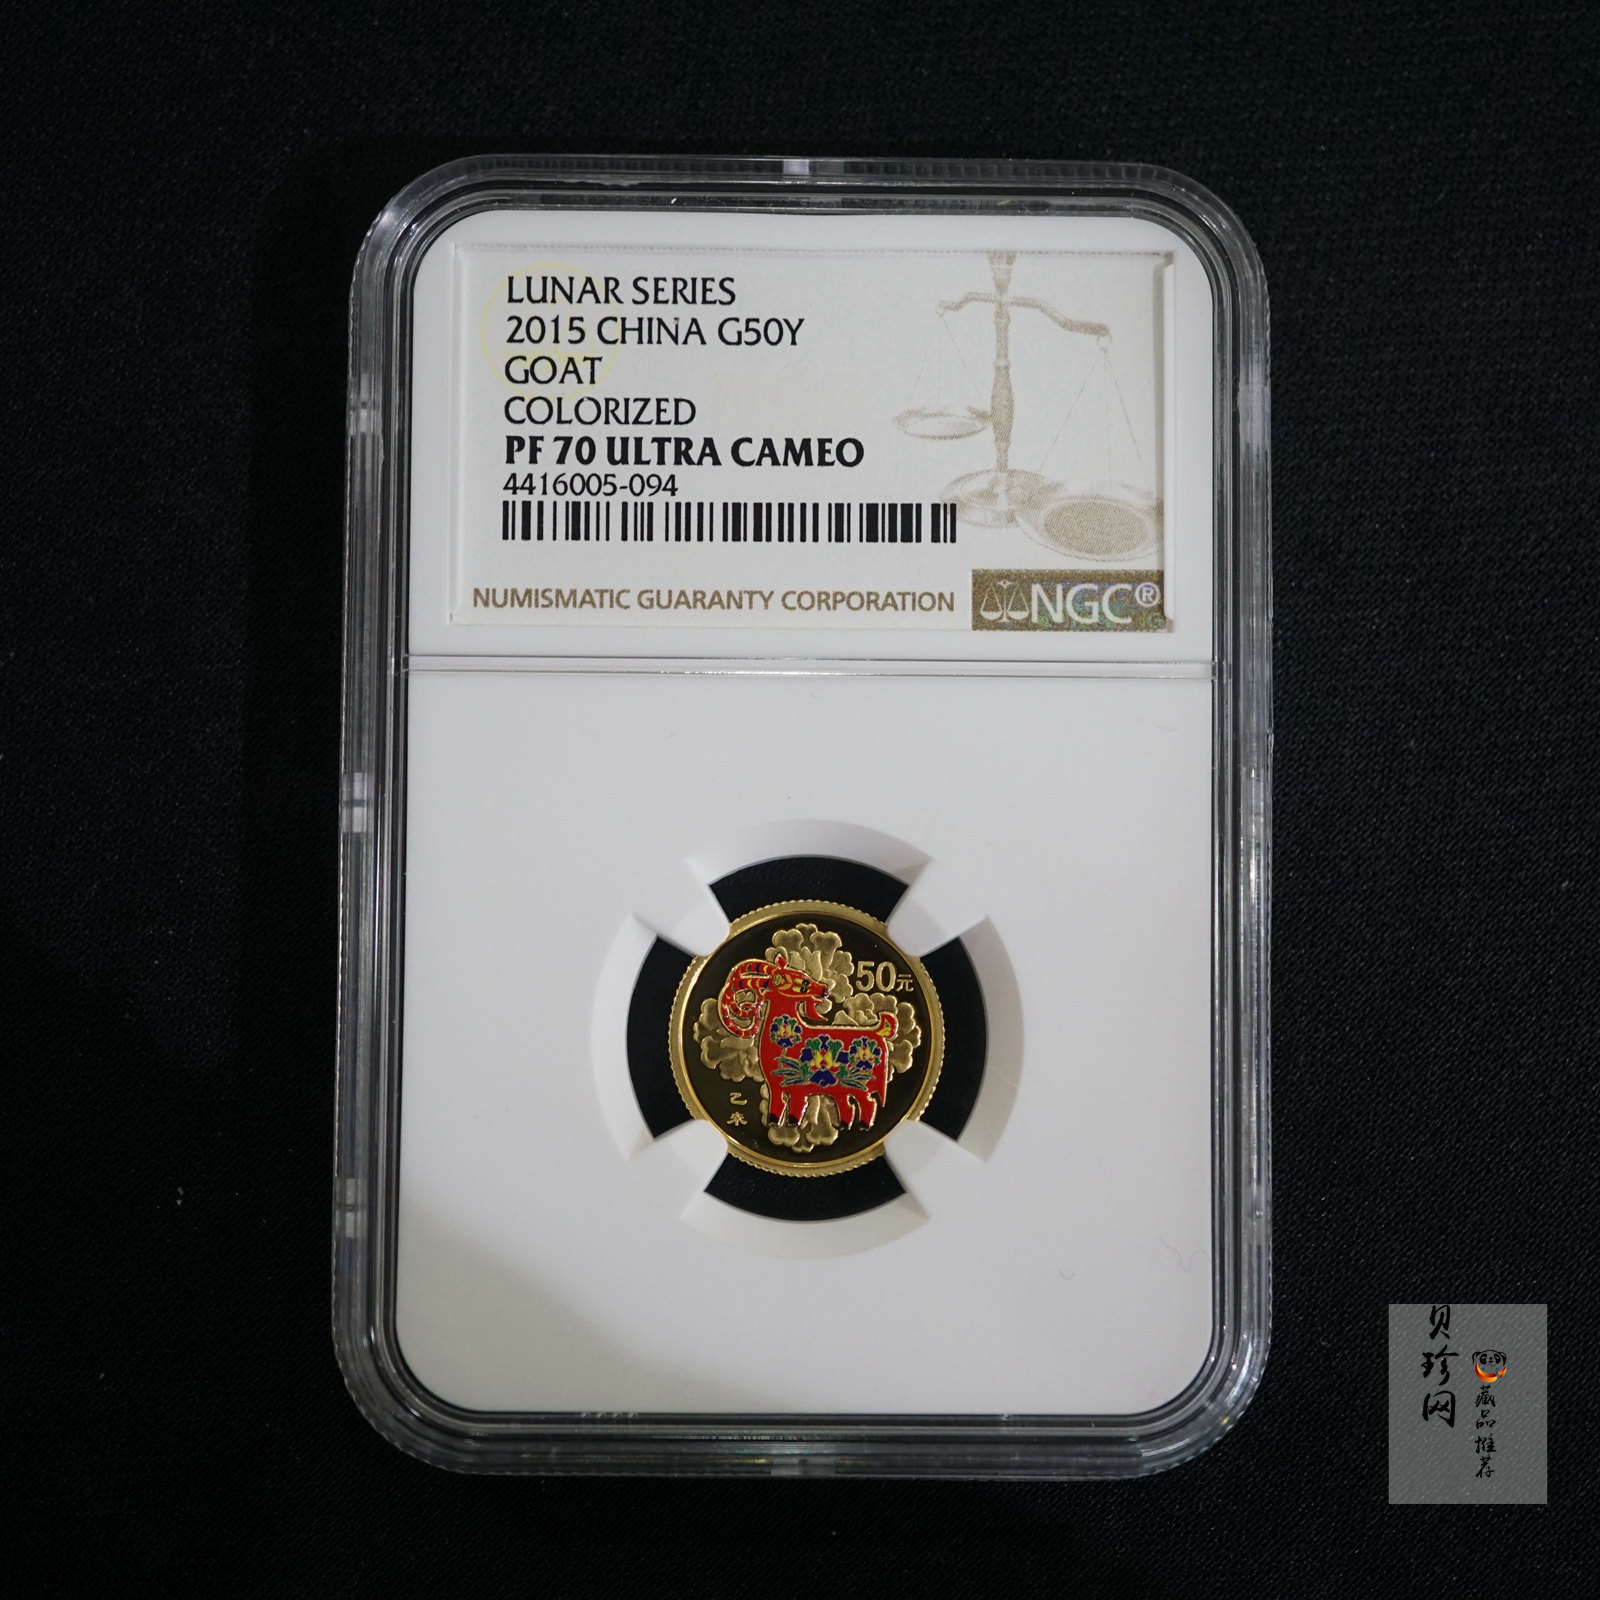 LUNAR SERIES
2015 CHINA G50Y
GOAT
COLORIZED
PF 70 ULTRA CAMEO
4416005-094
NUMISMATIC GUARANTY CORPORATION
NGC®
50元
乙未
贝珍网
藏品推荐